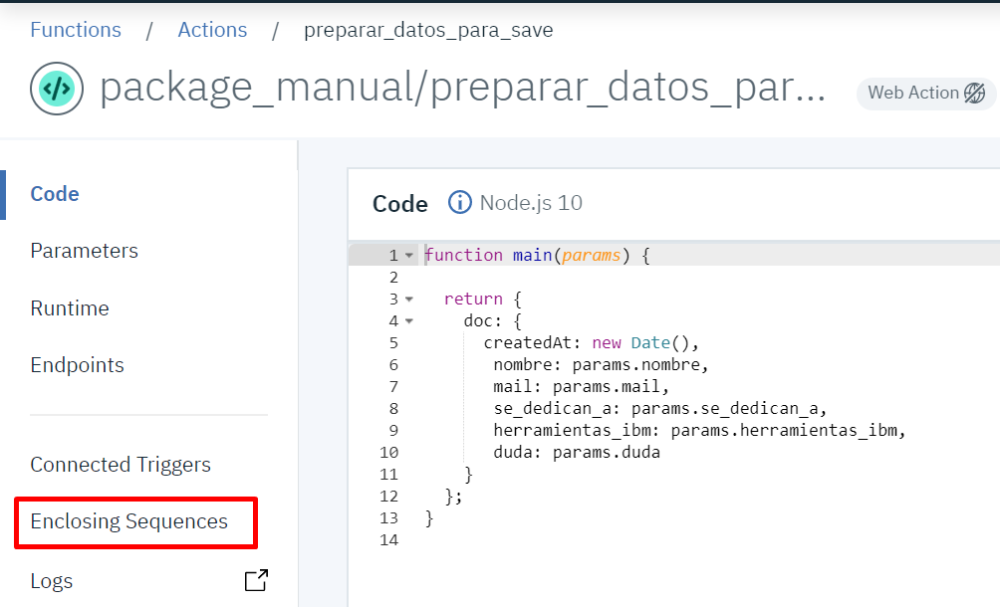 Functions / Actions / preparar_datos_para_save
package_manual/preparar_datos_par...
Web Action
Code
Parameters
Runtime
Endpoints
Connected Triggers
Enclosing Sequences
Logs
Code Node.js 10
1 function main(params) {
2
3   return {
4     doc: {
5       createdAt: new Date(),
6        nombre: params.nombre,
7        mail: params.mail,
8        se_dedican_a: params.se_dedican_a,
9        herramientas_ibm: params.herramientas_ibm,
10        duda: params.duda
11     }
12   };
13 }
14